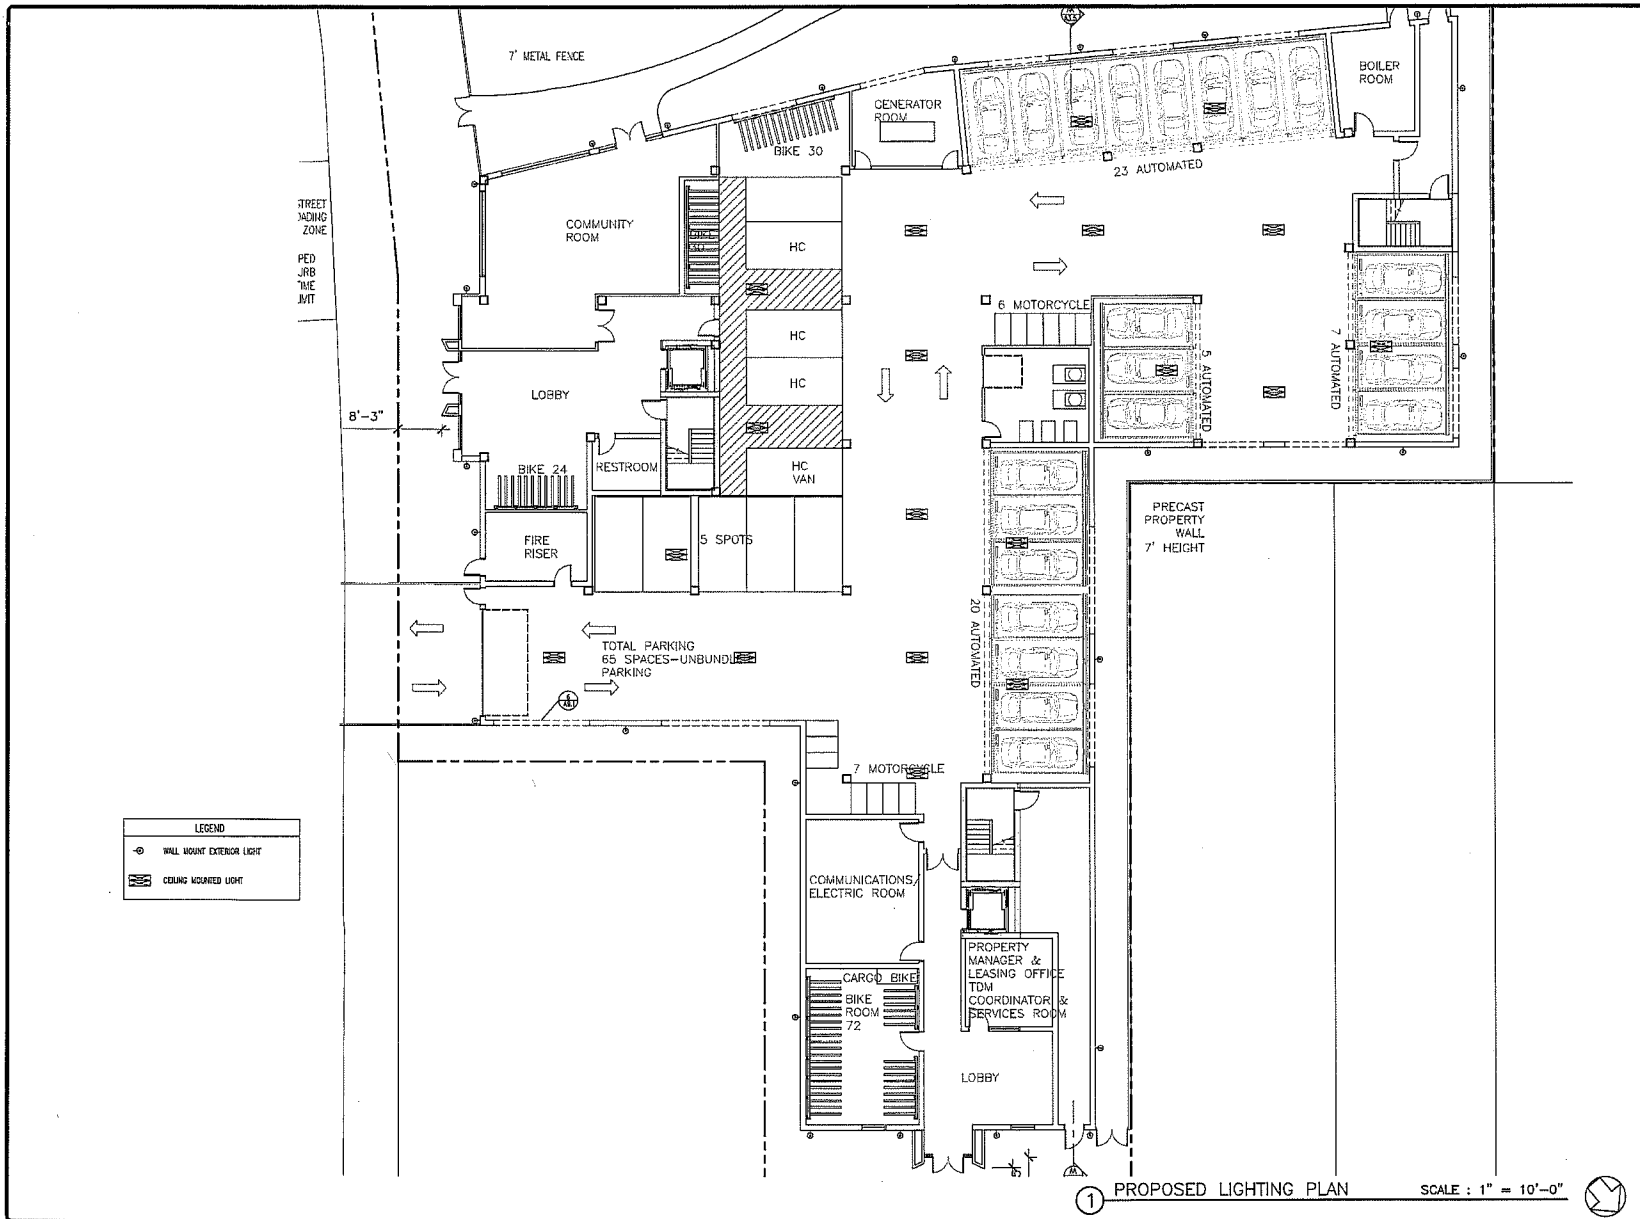 7' METAL FENCE
BOILER
ROOM
GENERATOR
ROOM
BIKE 30
23 AUTOMATED
STREET
ZONE
COMMUNITY
ROOM
HC
6 MOTORCYCLE
HC
5 AUTOMATED
7 AUTOMATED
HC
LOBBY
8'-3"
HC
VAN
RESTROOM
BIKE 24
5 SPOTS
FIRE
RISER
PRECAST
PROPERTY
WALL
7' HEIGHT
20 AUTOMATED
TOTAL PARKING
65 SPACES-UNBUNDLED
PARKING
7 MOTORCYCLE
LEGEND
WALL MOUNT EXTERIOR LIGHT
CEILING MOUNTED LIGHT
COMMUNICATIONS/
ELECTRIC ROOM
PROPERTY
MANAGER &
LEASING OFFICE
TDM
COORDINATOR &
SERVICES ROOM
CARGO BIKE
BIKE
ROOM
72
LOBBY
1 PROPOSED LIGHTING PLAN
SCALE : 1" = 10'-0"